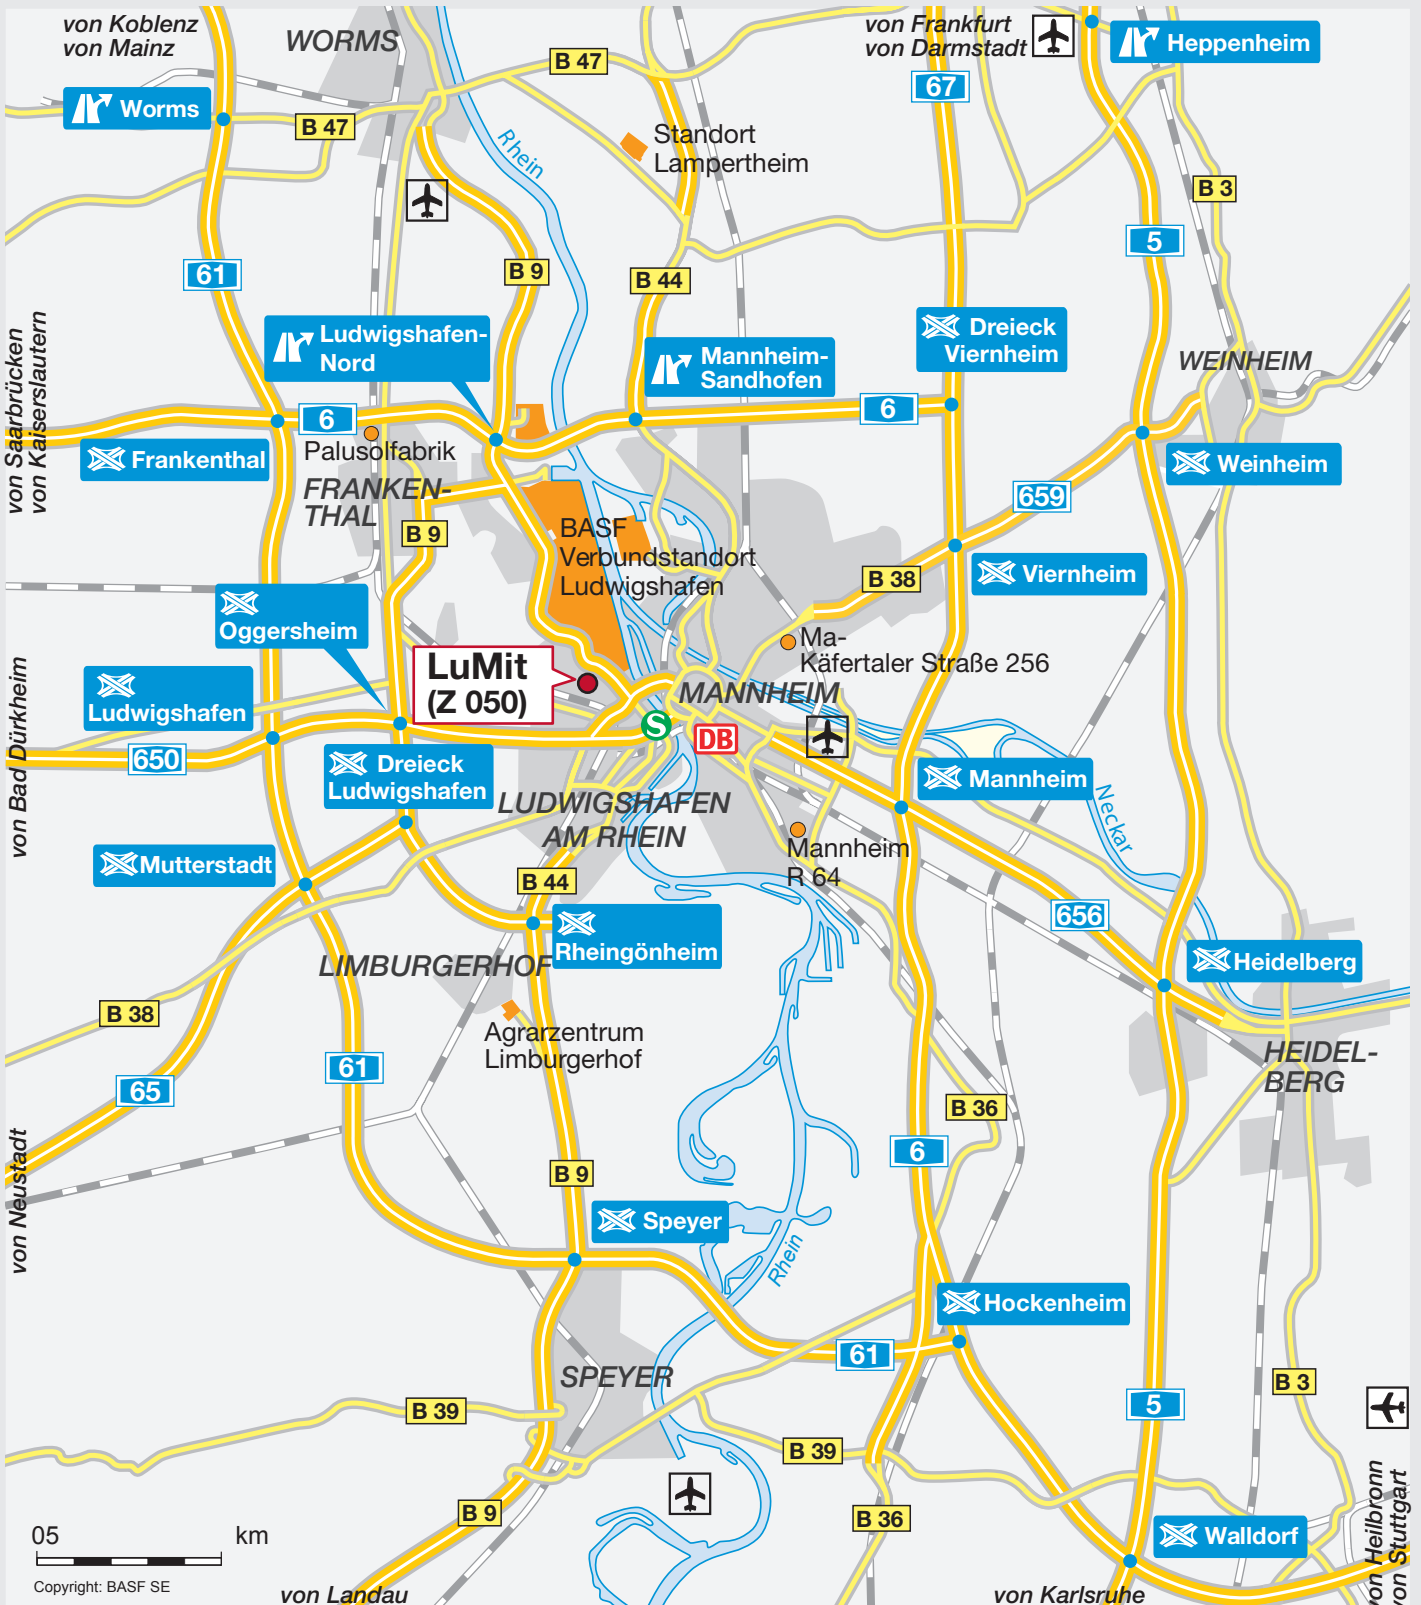 von Koblenz
von Mainz
WORMS
B 47
von Frankfurt
von Darmstadt
Heppenheim
67
Worms
B 47
Rhein
Standort
Lampertheim
B 3
5
61
B 9
B 44
von Saarbrücken
von Kaiserslautern
Ludwigshafen-
Nord
Mannheim-
Sandhofen
Dreieck
Viernheim
WEINHEIM
6
6
Palusolfabrik
Frankenthal
Weinheim
FRANKEN-
THAL
659
B 9
BASF
Verbundstandort
Ludwigshafen
B 38
Viernheim
Oggersheim
Ma-
Käfertaler Straße 256
LuMit
(Z 050)
MANNHEIM
von Bad Dürkheim
Ludwigshafen
S
DB
650
Dreieck
Ludwigshafen
Mannheim
LUDWIGSHAFEN
AM RHEIN
Neckar
Mannheim
R 64
Mutterstadt
B 44
656
Rheingönheim
LIMBURGERHOF
Heidelberg
B 38
Agrarzentrum
Limburgerhof
HEIDEL-
BERG
61
65
B 36
6
von Neustadt
B 9
Speyer
Rhein
Hockenheim
61
SPEYER
B 3
B 39
5
B 39
B 9
B 36
von Heilbronn
von Stuttgart
Walldorf
05 km
Copyright: BASF SE
von Landau
von Karlsruhe